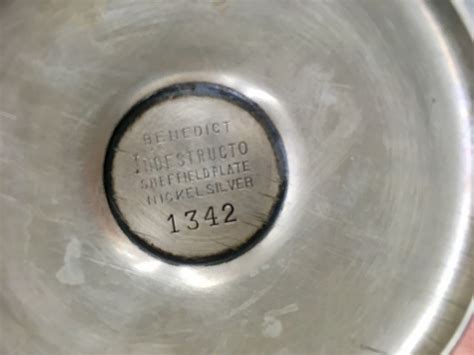 BENEDICT
INDESTRUCTO
SHEFFIELD PLATE
NICKEL SILVER
1342